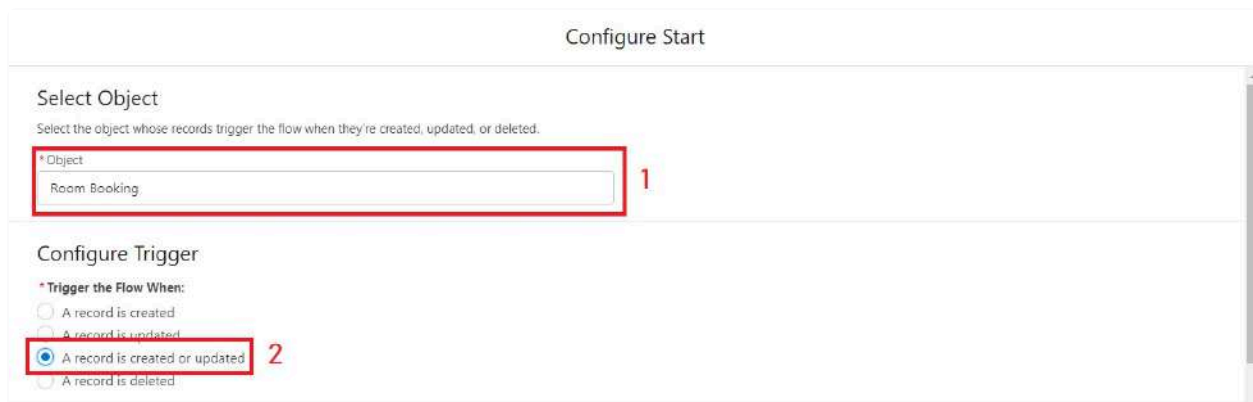 Configure Start
Select Object
Select the object whose records trigger the flow when they're created, updated, or deleted.
*Object
Room Booking
1
Configure Trigger
*Trigger the Flow When:
A record is created
A record is updated
A record is created or updated
2
A record is deleted